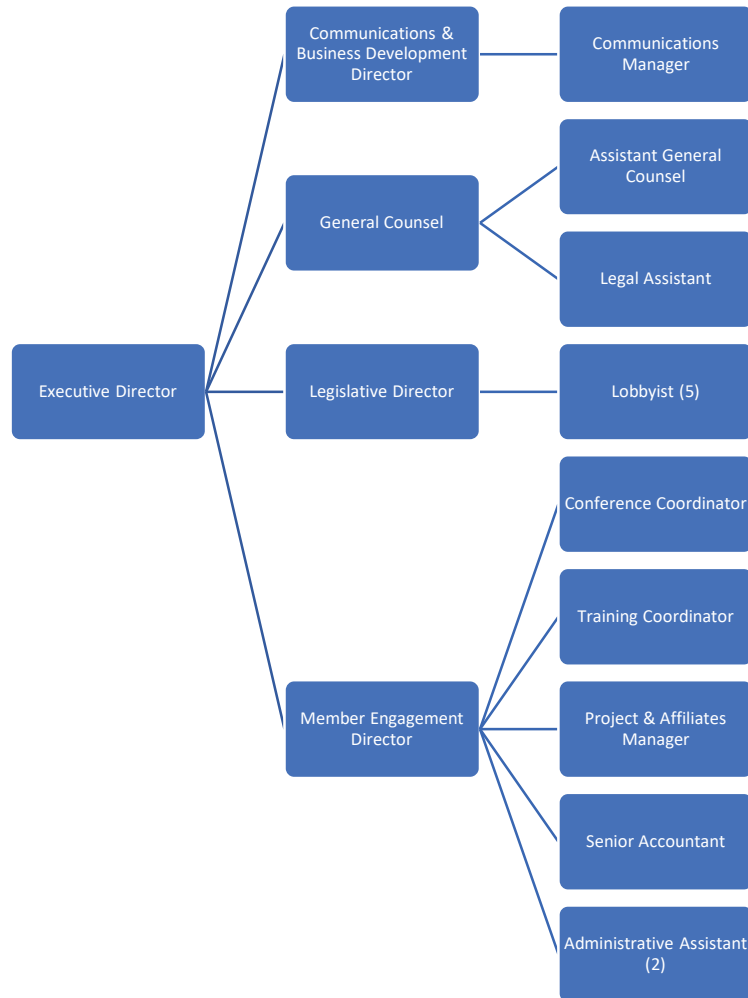 Communications &
Business Development
Director
Communications
Manager
General Counsel
Assistant General
Counsel
Legal Assistant
Executive Director
Legislative Director
Lobbyist (5)
Member Engagement
Director
Conference Coordinator
Training Coordinator
Project & Affiliates
Manager
Senior Accountant
Administrative Assistant
(2)